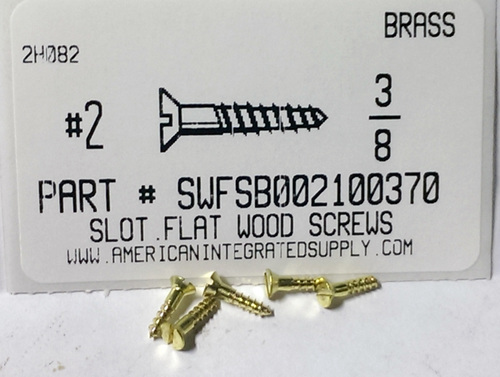 BRASS
2H082
#2
3
8
PART # SWFSB002100370
SLOT.FLAT WOOD SCREWS
WWW.AMERICANINTEGRATEDSUPPLY.COM